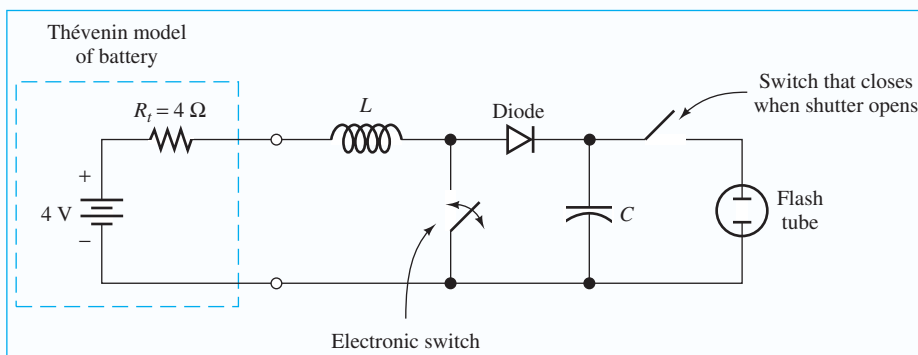 Thévenin model
of battery
R_t = 4 Ω
L
Diode
Switch that closes
when shutter opens
+
4 V
−
C
Flash
tube
Electronic switch